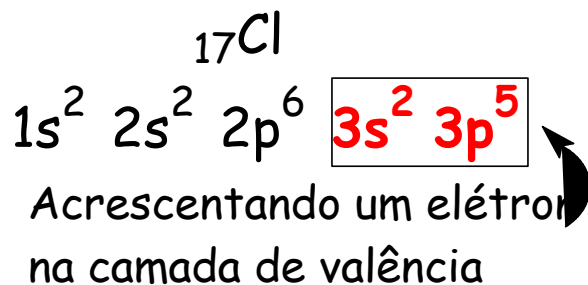 ₁₇Cl
1s² 2s² 2p⁶ 3s² 3p⁵
Acrescentando um elétron
na camada de valência